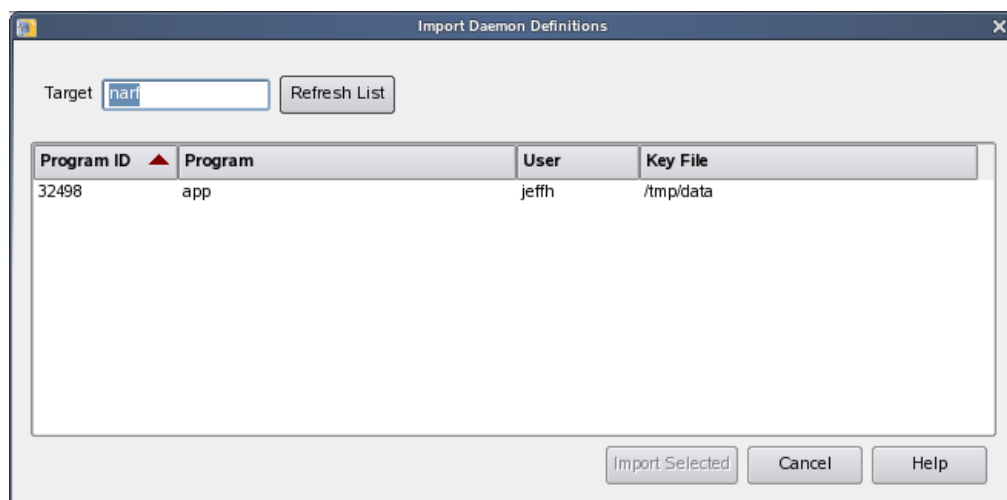 Import Daemon Definitions
Target narf Refresh List
Program ID Program User Key File
32498 app jeffh /tmp/data
Import Selected Cancel Help